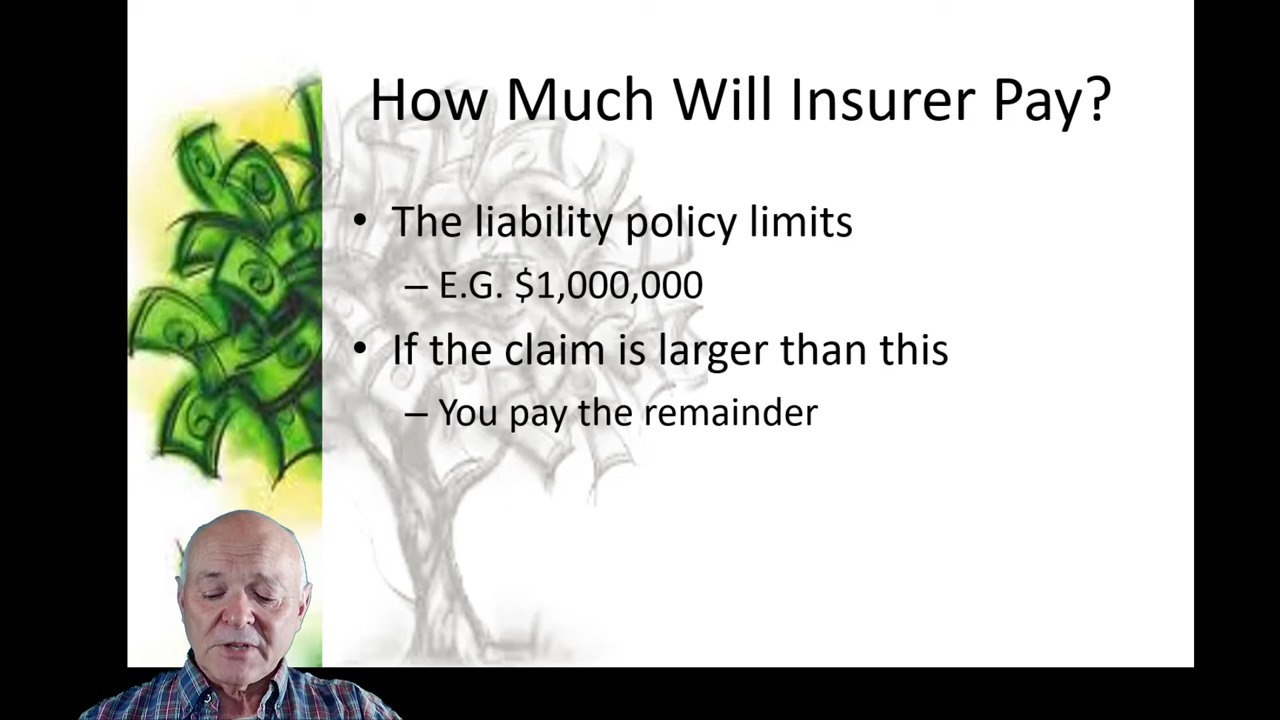 How Much Will Insurer Pay?
• The liability policy limits
– E.G. $1,000,000
• If the claim is larger than this
– You pay the remainder